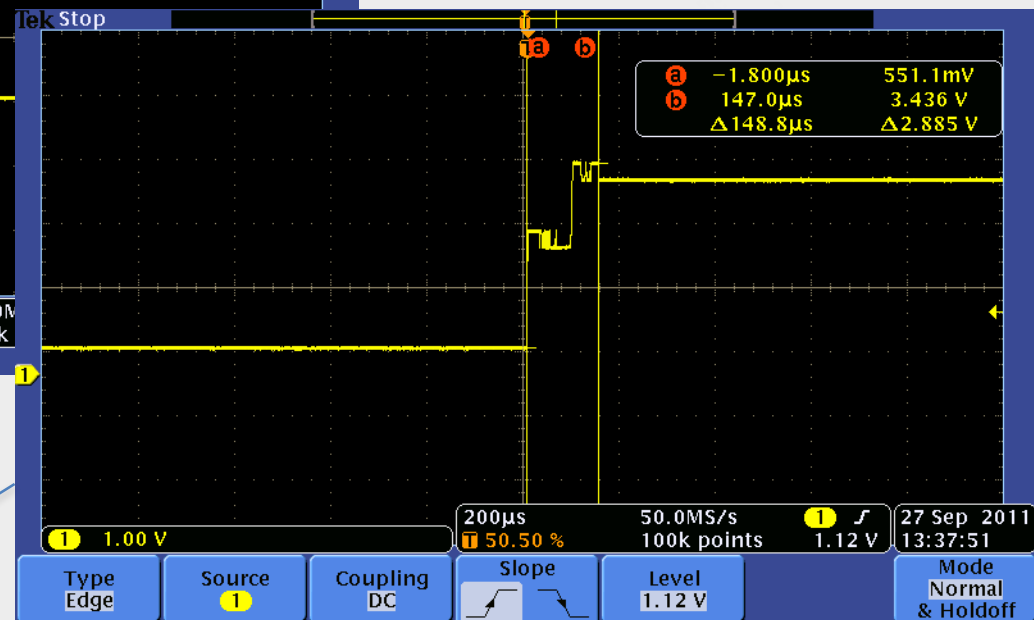 Tek Stop
T
T a b
a −1.800µs 551.1mV
b 147.0µs 3.436 V
Δ148.8µs Δ2.885 V
k
1
1 1.00 V
200µs 50.0MS/s 1
T 50.50 % 100k points 1.12 V
27 Sep 2011
13:37:51
Type
Edge
Source
1
Coupling
DC
Slope
Level
1.12 V
Mode
Normal
& Holdoff